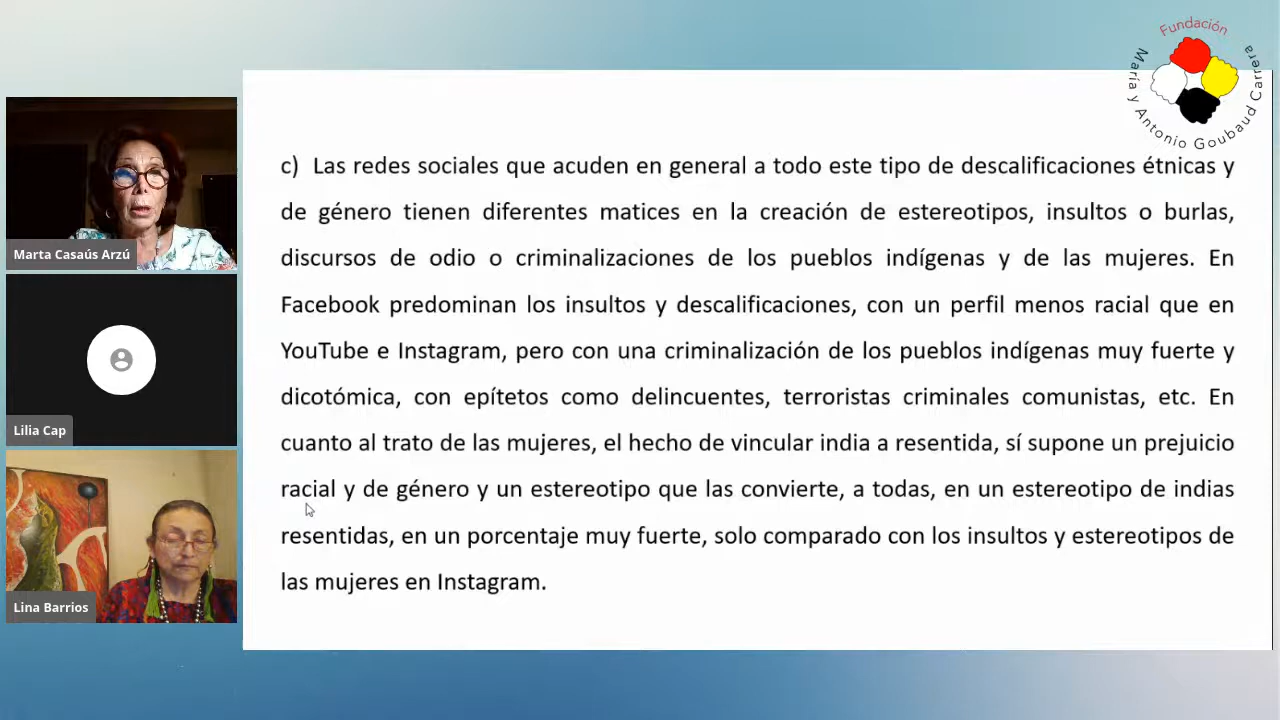 Fundación
María y Antonio Goubaud Carrera
c) Las redes sociales que acuden en general a todo este tipo de descalificaciones étnicas y
de género tienen diferentes matices en la creación de estereotipos, insultos o burlas,
discursos de odio o criminalizaciones de los pueblos indígenas y de las mujeres. En
Facebook predominan los insultos y descalificaciones, con un perfil menos racial que en
YouTube e Instagram, pero con una criminalización de los pueblos indígenas muy fuerte y
dicotómica, con epítetos como delincuentes, terroristas criminales comunistas, etc. En
cuanto al trato de las mujeres, el hecho de vincular india a resentida, sí supone un prejuicio
racial y de género y un estereotipo que las convierte, a todas, en un estereotipo de indias
resentidas, en un porcentaje muy fuerte, solo comparado con los insultos y estereotipos de
las mujeres en Instagram.
Marta Casaús Arzú
Lilia Cap
Lina Barrios